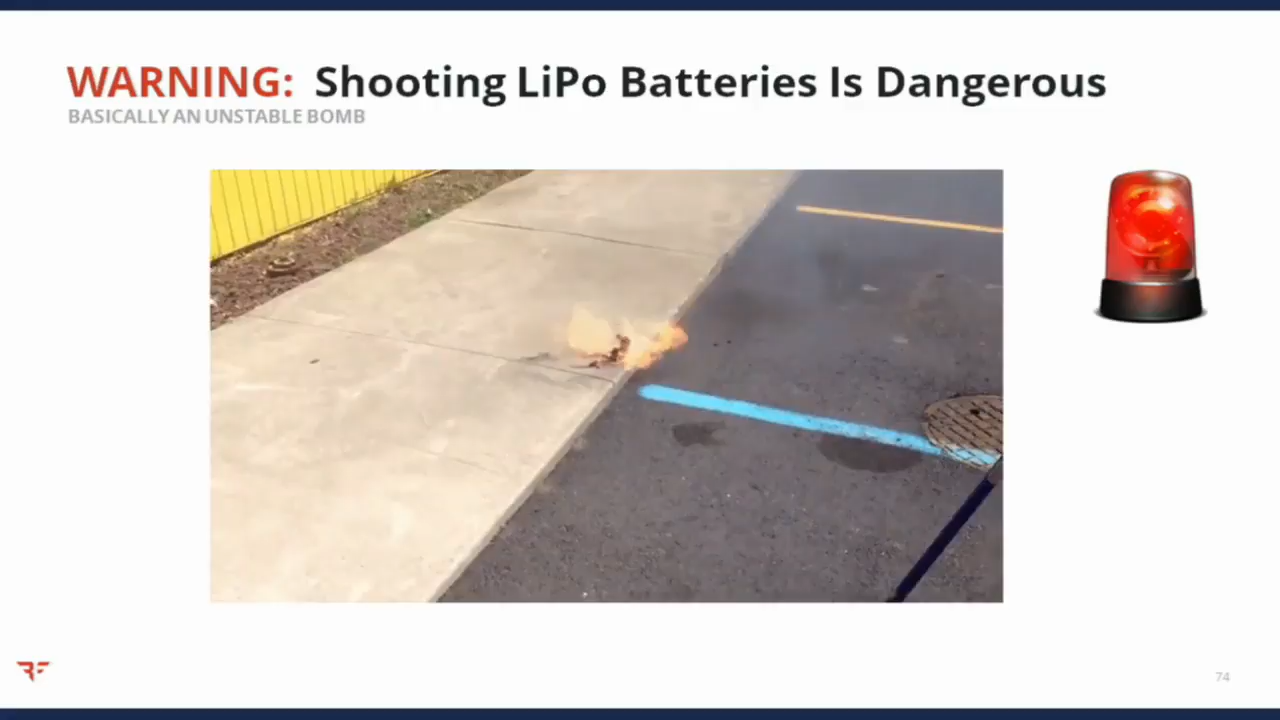 WARNING: Shooting LiPo Batteries Is Dangerous
BASICALLY AN UNSTABLE BOMB
74